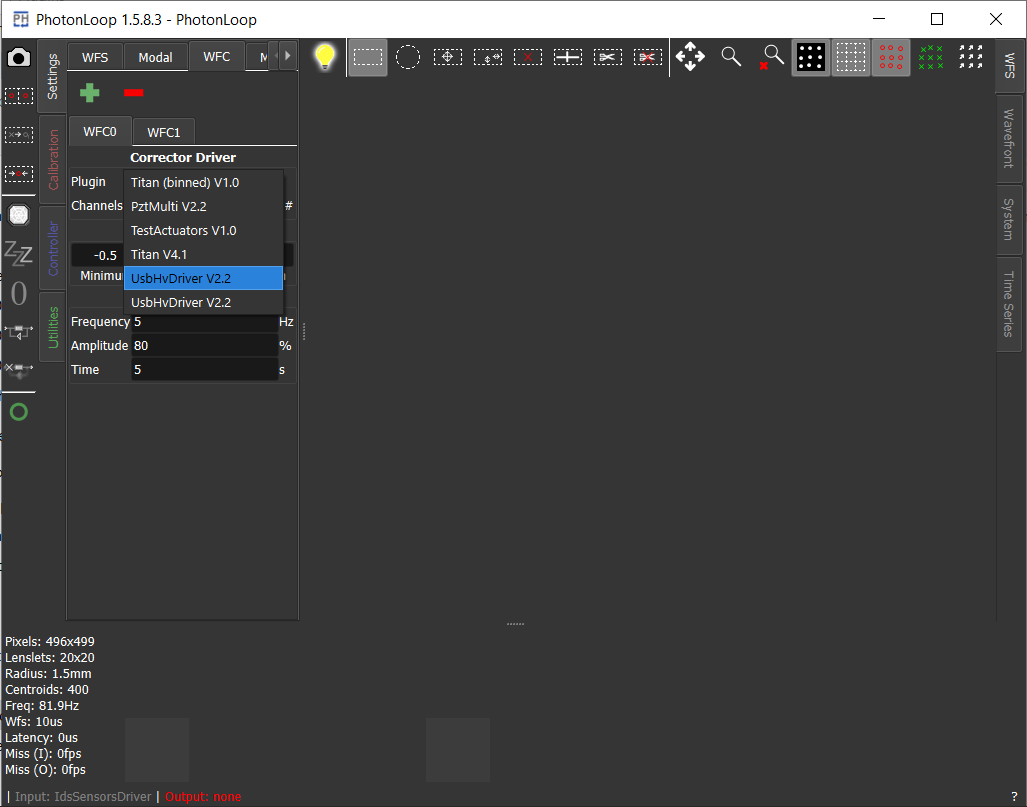 PhotonLoop 1.5.8.3 - PhotonLoop
WFS Modal WFC
Settings
Calibration
Controller
Utilities
WFC0 WFC1
Corrector Driver
Plugin
Titan (binned) V1.0
Channels
PztMulti V2.2
#
TestActuators V1.0
-0.5
Titan V4.1
UsbHvDriver V2.2
UsbHvDriver V2.2
Frequency 5 Hz
Amplitude 80 %
Time 5 s
WFS
Wavefront
System
Time Series
Pixels: 496x499
Lenslets: 20x20
Radius: 1.5mm
Centroids: 400
Freq: 81.9Hz
Wfs: 10us
Latency: 0us
Miss (I): 0fps
Miss (O): 0fps
| Input: IdsSensorsDriver | Output: none ?